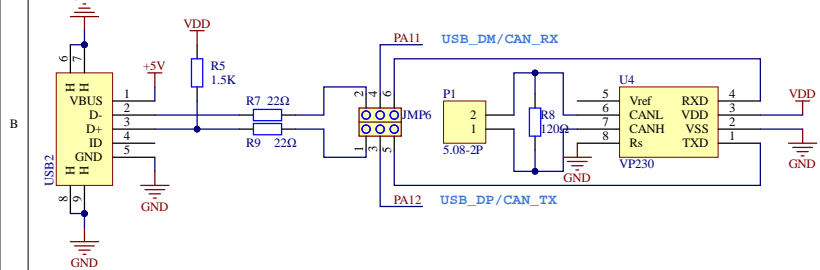 PA11 USB_DM/CAN_RX
VDD
+5V
R5
1.5K
6
7
H H
USB2
VBUS
D-
D+
ID
GND
H H
1
2
3
4
5
8
9
GND
GND
R7 22Ω
R9 22Ω
2
4
6
JMP6
1
3
5
PA12 USB_DP/CAN_TX
P1
2
1
5.08-2P
R8
120Ω
GND
U4
5
6
7
8
Vref
CANL
CANH
Rs
RXD
VDD
VSS
TXD
4
3
2
1
VP230
VDD
GND
B